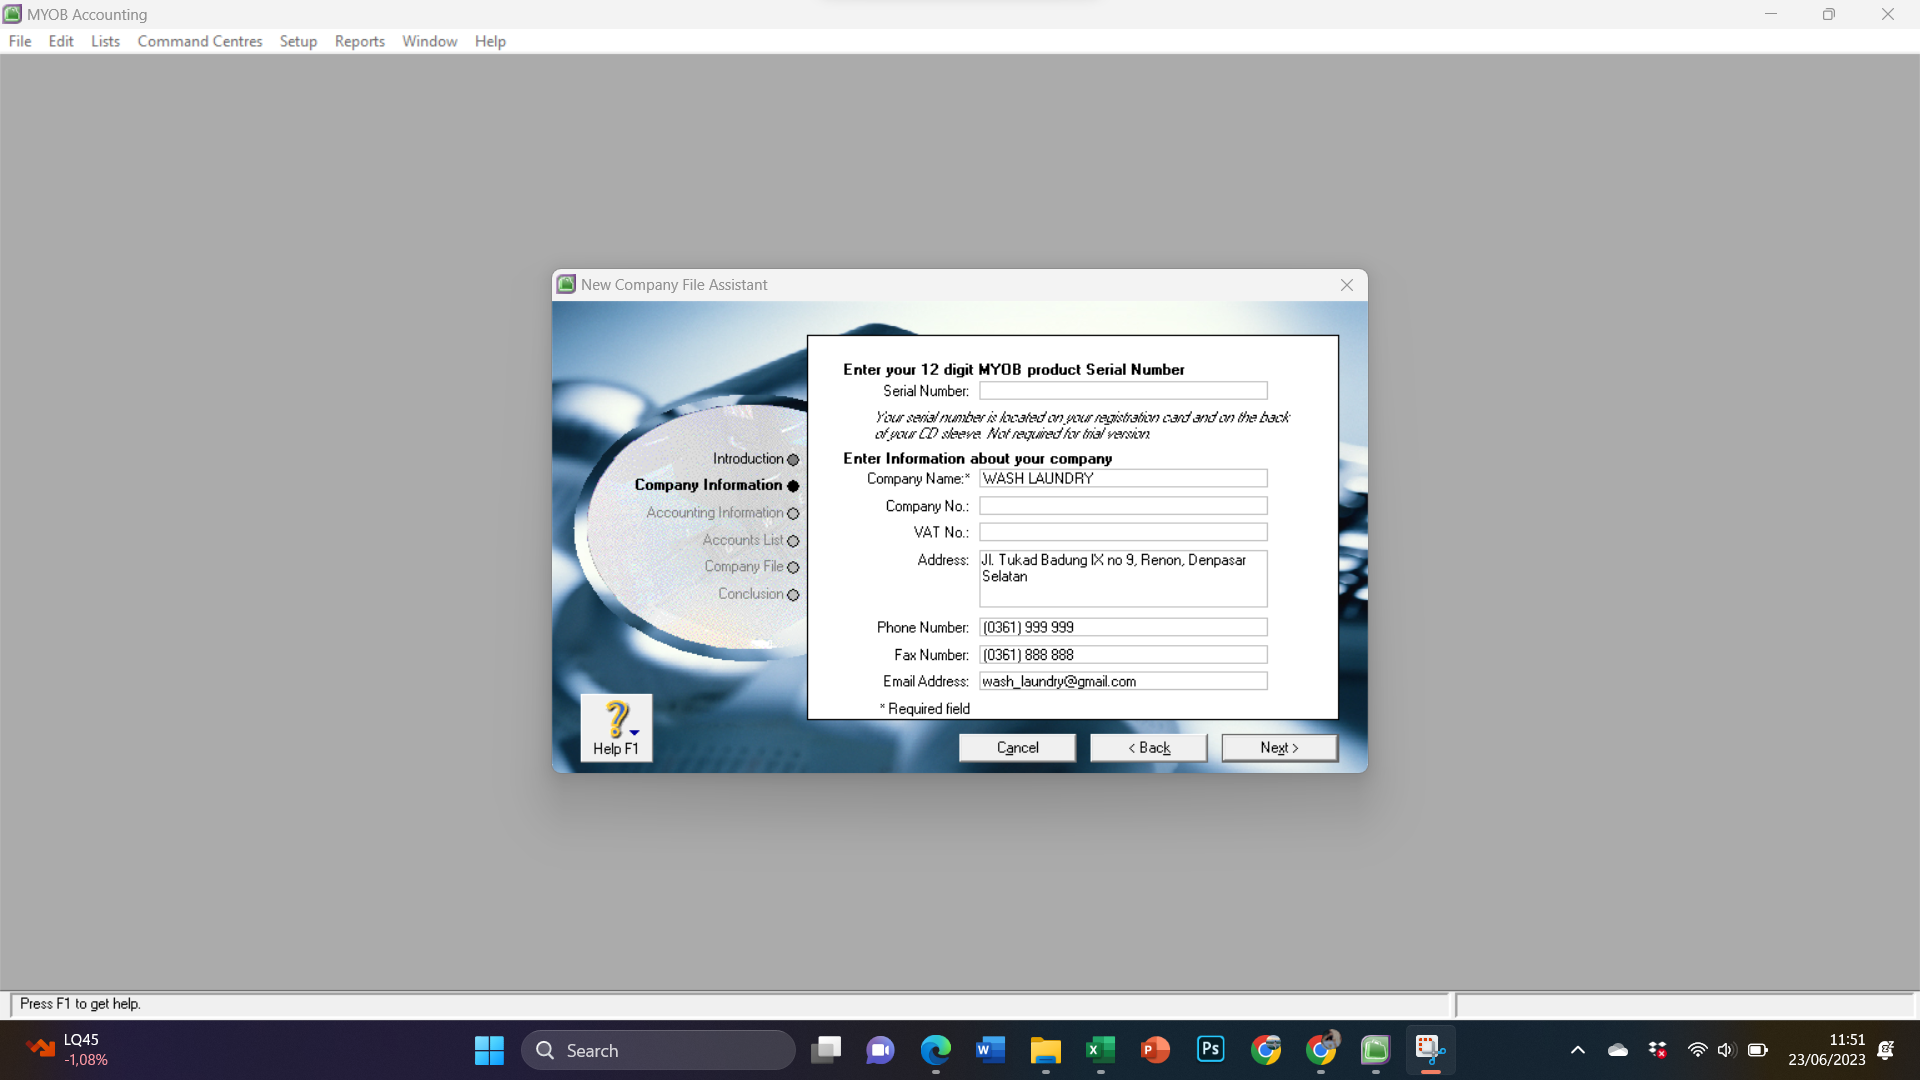 MYOB Accounting
File Edit Lists Command Centres Setup Reports Window Help
New Company File Assistant
Enter your 12 digit MYOB product Serial Number
Serial Number:
Your serial number is located on your registration card and on the back
of your CD sleeve. Not required for trial version.
Introduction
Company Information
Accounting Information
Accounts List
Company File
Conclusion
Enter Information about your company
Company Name:* WASH LAUNDRY
Company No.:
VAT No.:
Address: Jl. Tukad Badung IX no 9, Renon, Denpasar
Selatan
Phone Number: (0361) 999 999
Fax Number: (0361) 888 888
Email Address: wash_laundry@gmail.com
* Required field
Help F1
Cancel < Back Next >
Press F1 to get help.
LQ45
-1,08%
Search
W
X
P
Ps
11:51
23/06/2023